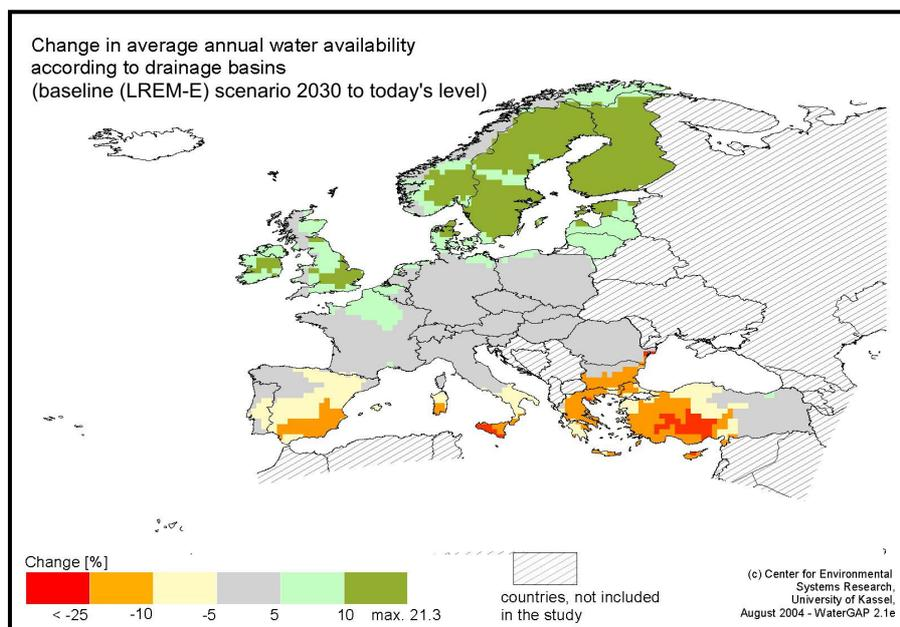 Change in average annual water availability
according to drainage basins
(baseline (LREM-E) scenario 2030 to today's level)
Change [%]
< -25 -10 -5 5 10 max. 21.3
countries, not included
in the study
(c) Center for Environmental
Systems Research,
University of Kassel,
August 2004 - WaterGAP 2.1e